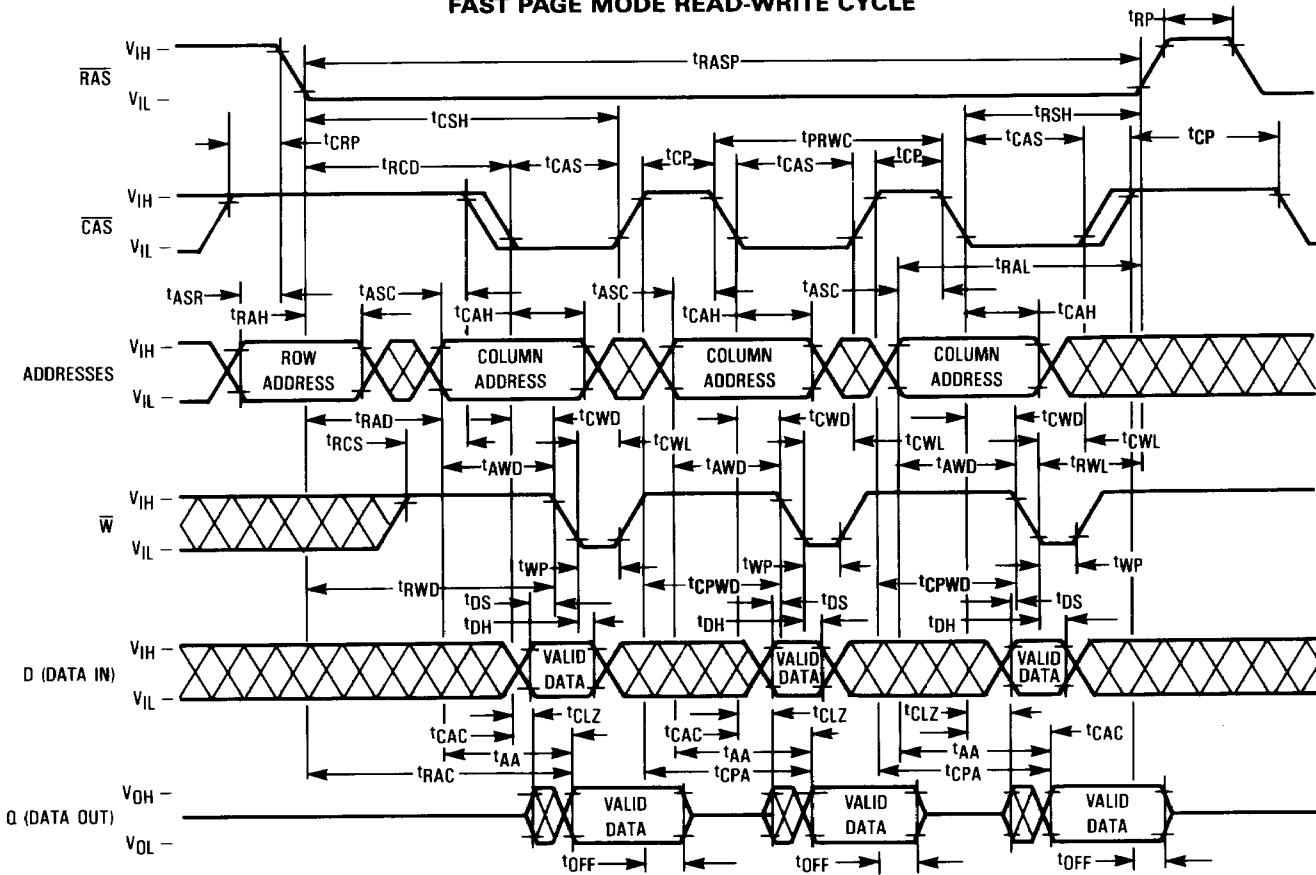 FAST PAGE MODE READ-WRITE CYCLE
tRP
VIH
RAS
tRASP
VIL
tCSH
tRSH
tCRP
tPRWC
tRCD
tCAS
tCP
tCAS
tCP
tCAS
tCP
VIH
CAS
VIL
tRAL
tASR
tASC
tASC
tASC
tRAH
tCAH
tCAH
tCAH
VIH
ADDRESSES
ROW ADDRESS
COLUMN ADDRESS
COLUMN ADDRESS
COLUMN ADDRESS
VIL
tRAD
tCWD
tCWD
tCWD
tRCS
tCWL
tCWL
tCWL
tAWD
tAWD
tAWD
tRWL
VIH
W
VIL
tWP
tWP
tWP
tRWD
tCPWD
tCPWD
tDS
tDS
tDS
tDH
tDH
tDH
VIH
D (DATA IN)
VALID DATA
VALID DATA
VALID DATA
VIL
tCLZ
tCLZ
tCLZ
tCAC
tCAC
tCAC
tAA
tAA
tAA
tRAC
tCPA
tCPA
VOH
Q (DATA OUT)
VALID DATA
VALID DATA
VALID DATA
VOL
tOFF
tOFF
tOFF